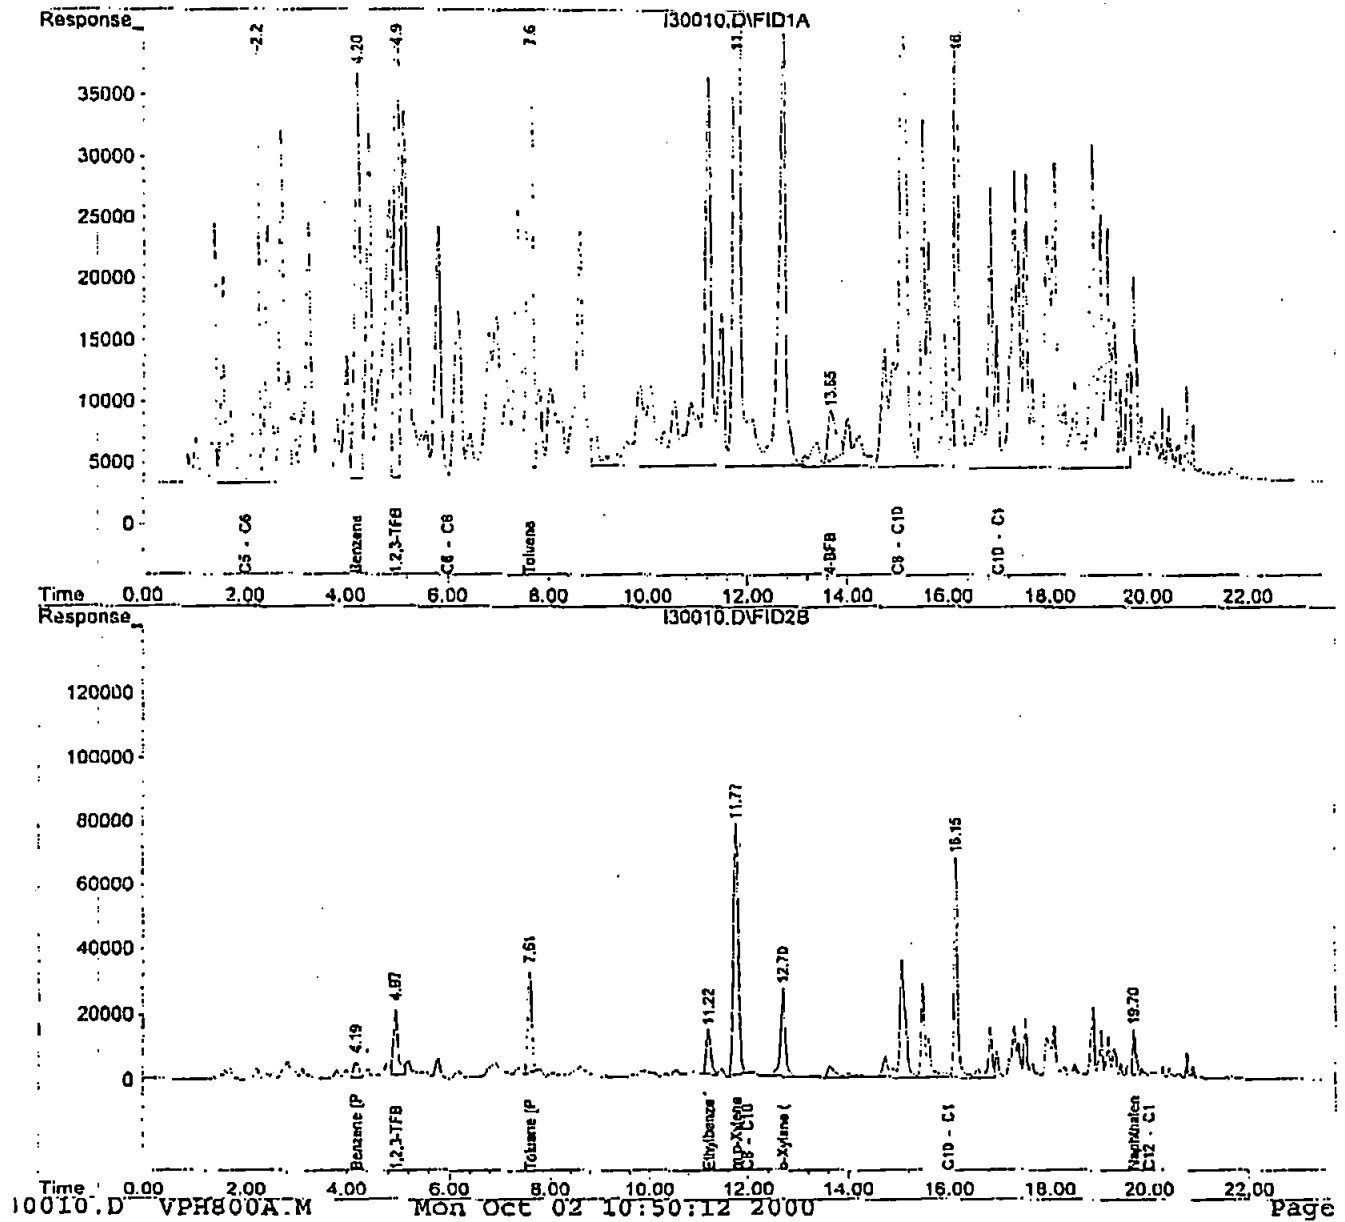 Response_
I30010.D\FID1A
-2.2
4.20
-4.9
7.6
11.
16.
35000
30000
25000
20000
15000
10000
5000
0
13.65
C5 - C6
Benzene
1,2,3-TFB
C6 - C8
Toluene
4-BFB
C8 - C10
C10 - C1
Time 0.00 2.00 4.00 6.00 8.00 10.00 12.00 14.00 16.00 18.00 20.00 22.00
Response_
I30010.D\FID2B
120000
100000
80000
60000
40000
20000
0
4.19
4.97
7.61
11.22
11.77
12.70
16.15
19.70
Benzene [P
1,2,3-TFB
Toluene [P
Ethylbenze
m,p-Xylene
C8 - C10
o-Xylene (
C10 - C1
Naphthalen
C12 - C1
Time 0.00 2.00 4.00 6.00 8.00 10.00 12.00 14.00 16.00 18.00 20.00 22.00
30010.D VPH800A.M Mon Oct 02 10:50:12 2000 Page